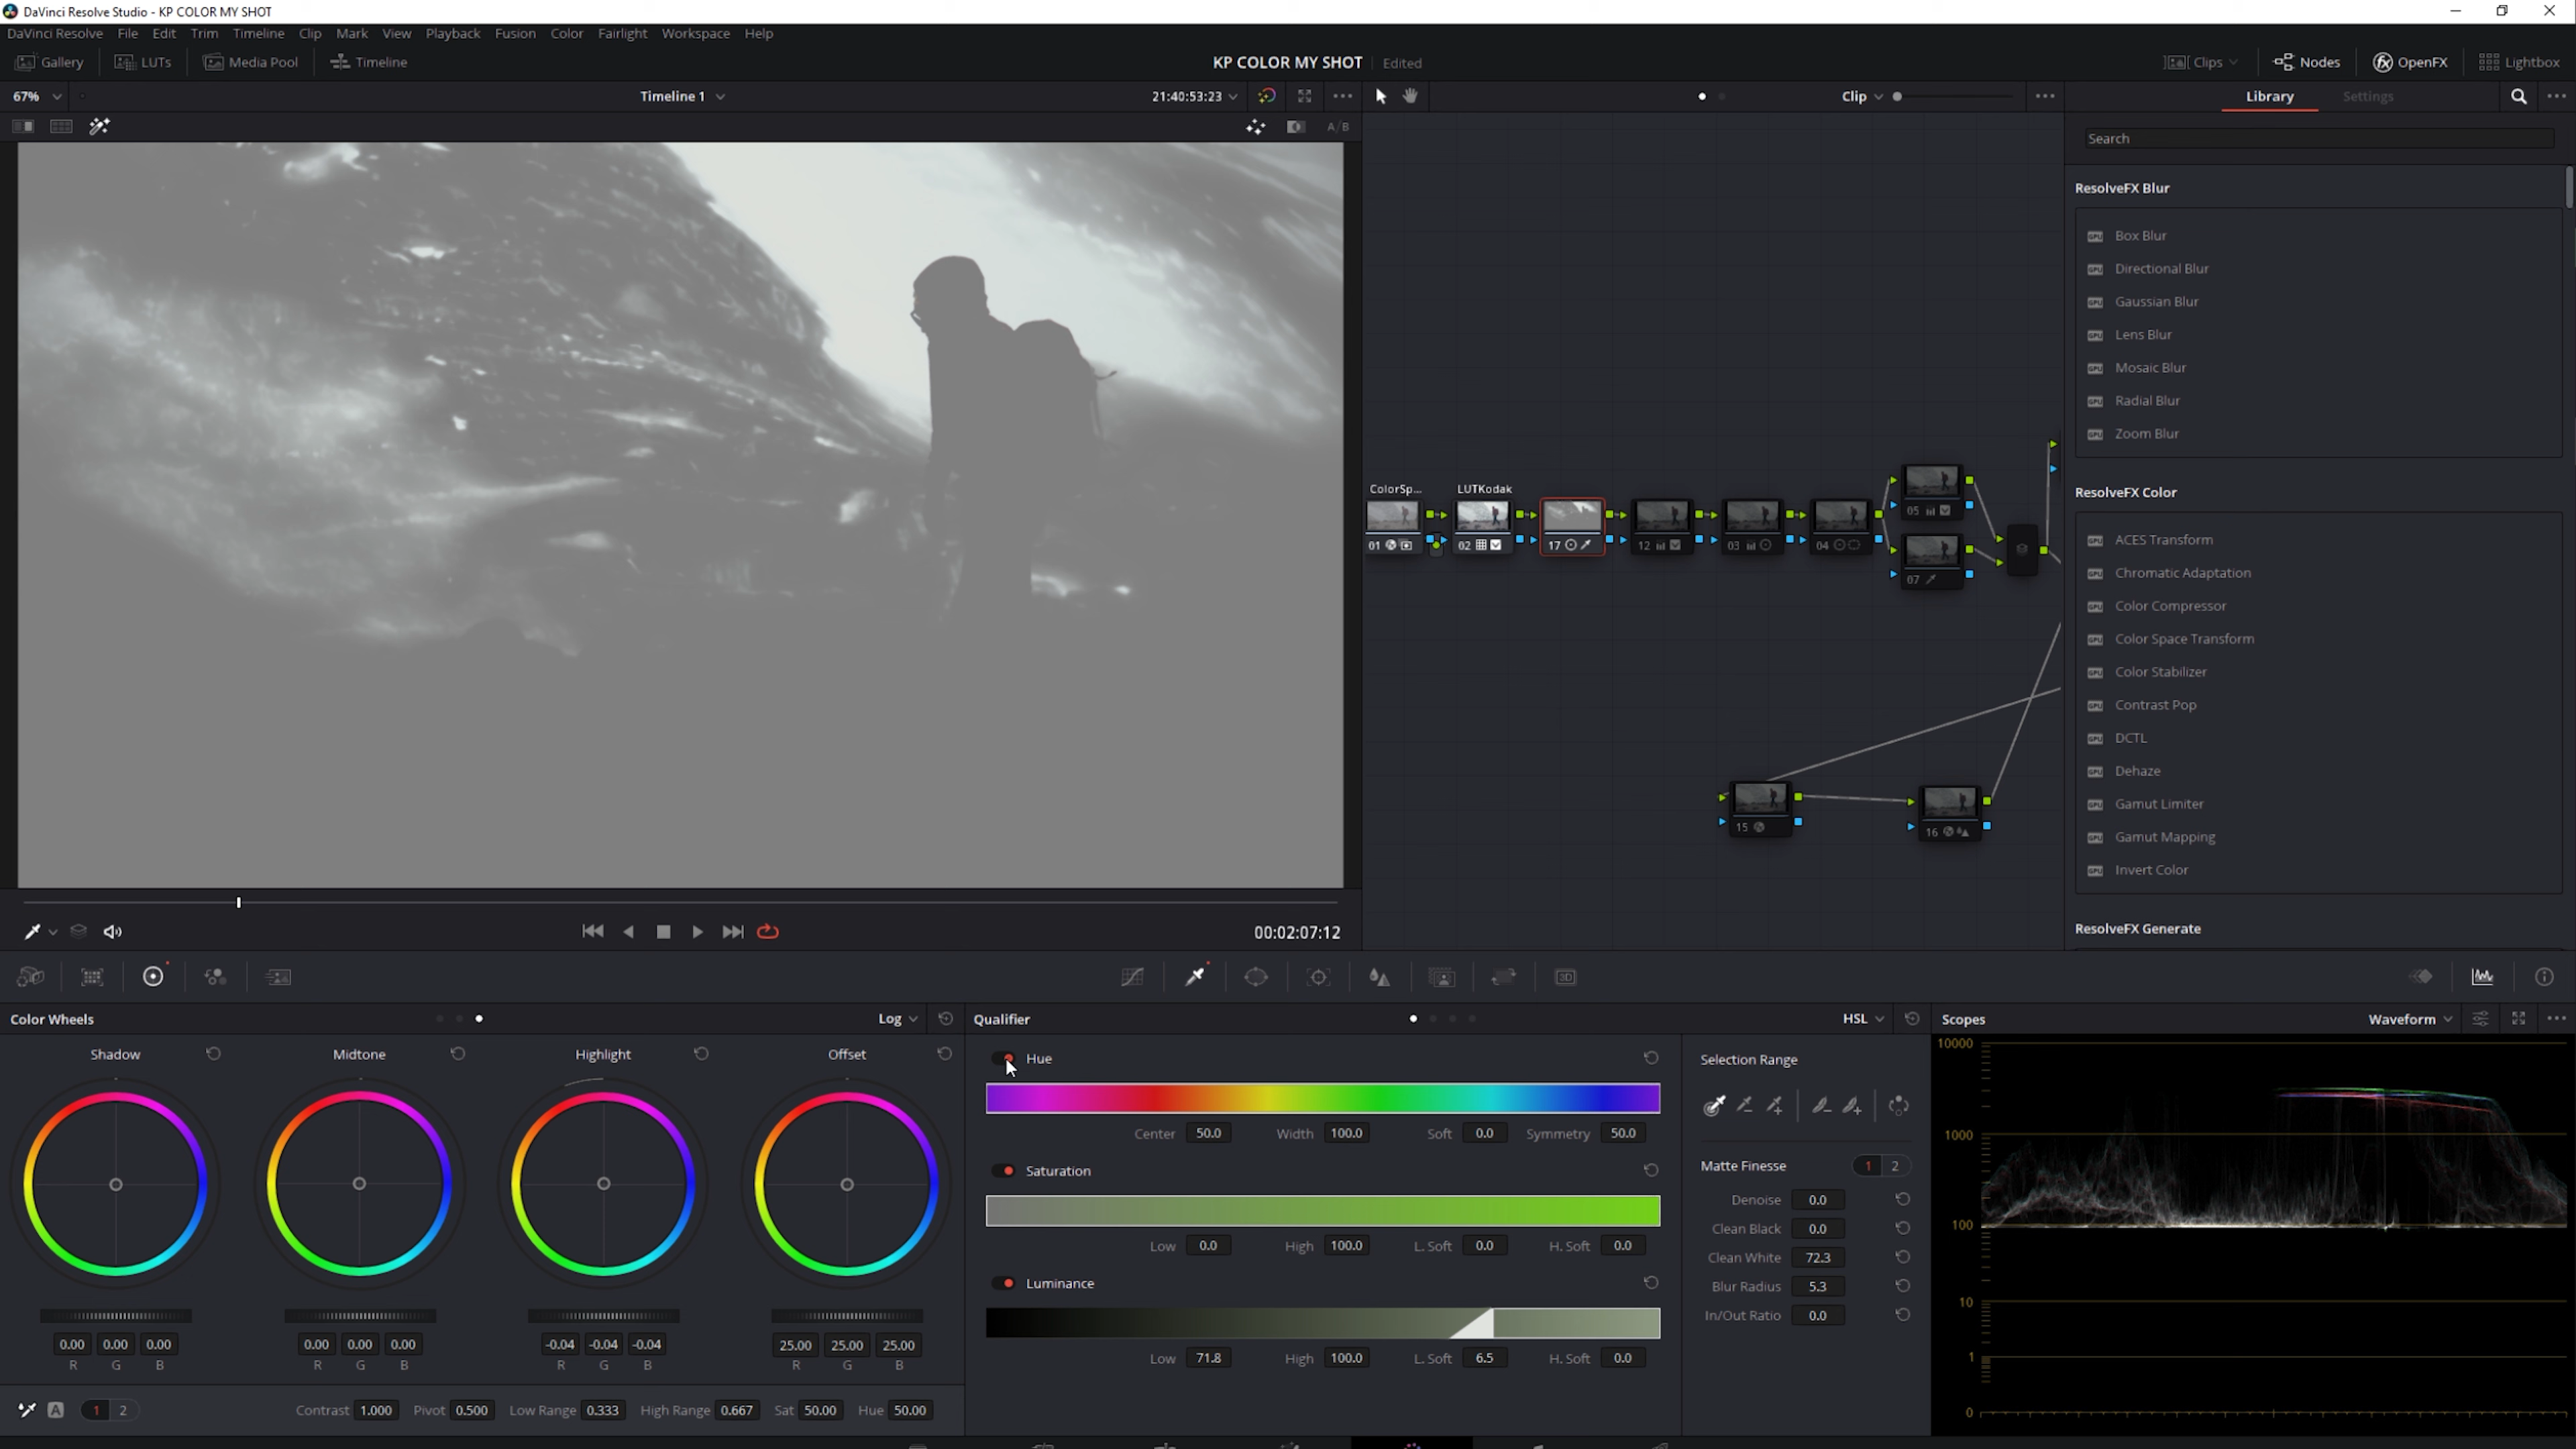 DaVinci Resolve Studio - KP COLOR MY SHOT
DaVinci Resolve File Edit Trim Timeline Clip Mark View Playback Fusion Color Fairlight Workspace Help
Gallery LUTs Media Pool Timeline KP COLOR MY SHOT Edited Clips Nodes OpenFX Lightbox
67% Timeline 1 21:40:53:23 Clip Library Settings
A/B
Search
ResolveFX Blur
Box Blur
Directional Blur
Gaussian Blur
Lens Blur
Mosaic Blur
Radial Blur
Zoom Blur
ResolveFX Color
ACES Transform
Chromatic Adaptation
Color Compressor
Color Space Transform
Color Stabilizer
Contrast Pop
DCTL
Dehaze
Gamut Limiter
Gamut Mapping
Invert Color
ResolveFX Generate
ColorSp... LUTKodak
01 02 17 12 03 04 05
07
15 16
00:02:07:12
3D
Color Wheels Log
Shadow Midtone Highlight Offset
0.00 0.00 0.00 0.00 0.00 0.00 -0.04 -0.04 -0.04 25.00 25.00 25.00
R G B R G B R G B R G B
A 1 2 Contrast 1.000 Pivot 0.500 Low Range 0.333 High Range 0.667 Sat 50.00 Hue 50.00
Qualifier HSL
Hue
Center 50.0 Width 100.0 Soft 0.0 Symmetry 50.0
Saturation
Low 0.0 High 100.0 L. Soft 0.0 H. Soft 0.0
Luminance
Low 71.8 High 100.0 L. Soft 6.5 H. Soft 0.0
Selection Range
Matte Finesse 1 2
Denoise 0.0
Clean Black 0.0
Clean White 72.3
Blur Radius 5.3
In/Out Ratio 0.0
Scopes Waveform
10000
1000
100
10
1
0